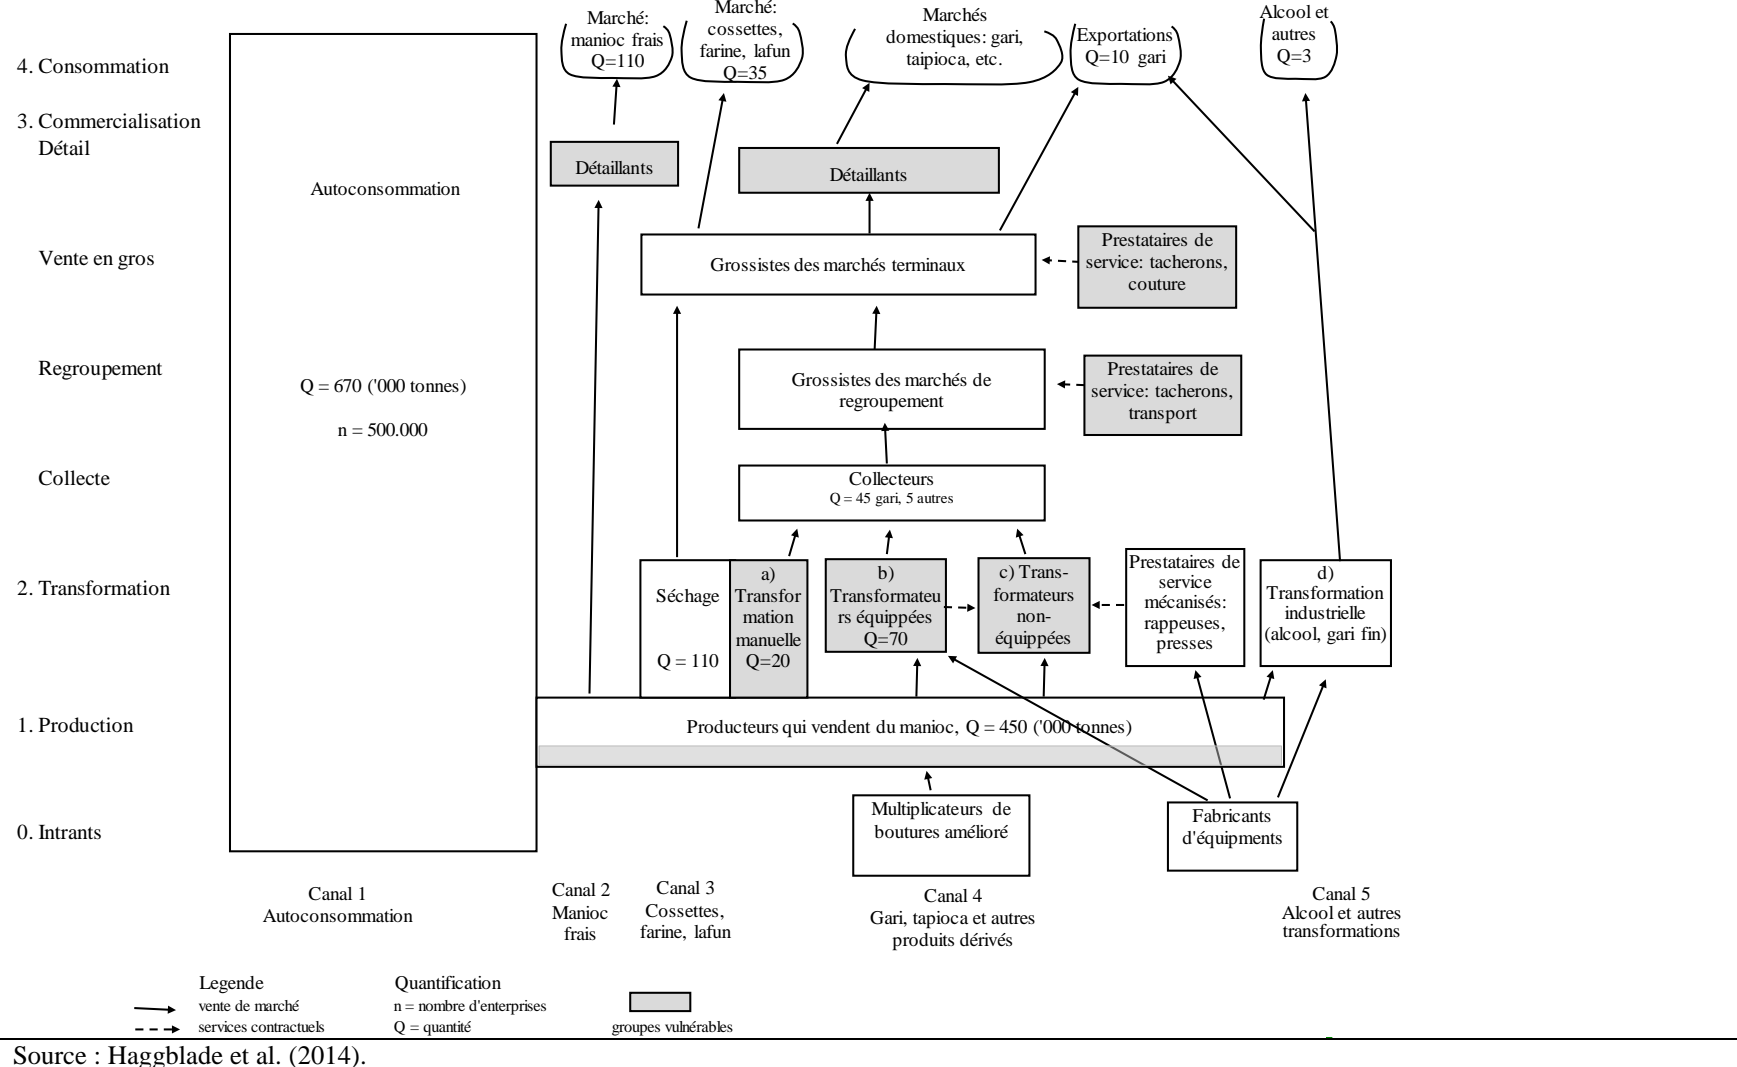 Marché:
manioc frais
Q=110
Marché:
cossettes,
farine, lafun
Q=35
Marchés
domestiques: gari,
taipioca, etc.
Exportations
Q=10 gari
Alcool et
autres
Q=3
4. Consommation
3. Commercialisation
Détail
Autoconsommation
Détaillants
Détaillants
Vente en gros
Grossistes des marchés terminaux
Prestataires de
service: tacherons,
couture
Regroupement
Q = 670 ('000 tonnes)
n = 500.000
Grossistes des marchés de
regroupement
Prestataires de
service: tacherons,
transport
Collecte
Collecteurs
Q = 45 gari, 5 autres
2. Transformation
Séchage
Q = 110
a)
Transfor
mation
manuelle
Q=20
b)
Transformateu
rs équippées
Q=70
c) Trans-
formateurs
non-
équippées
Prestataires de
service
mécanisés:
rappeuses,
presses
d)
Transformation
industrielle
(alcool, gari fin)
1. Production
Producteurs qui vendent du manioc, Q = 450 ('000 tonnes)
0. Intrants
Multiplicateurs de
boutures amélioré
Fabricants
d'équipments
Canal 1
Autoconsommation
Canal 2
Manioc
frais
Canal 3
Cossettes,
farine, lafun
Canal 4
Gari, tapioca et autres
produits dérivés
Canal 5
Alcool et autres
transformations
Legende
vente de marché
services contractuels
Quantification
n = nombre d'enterprises
Q = quantité
groupes vulnérables
Source : Haggblade et al. (2014).